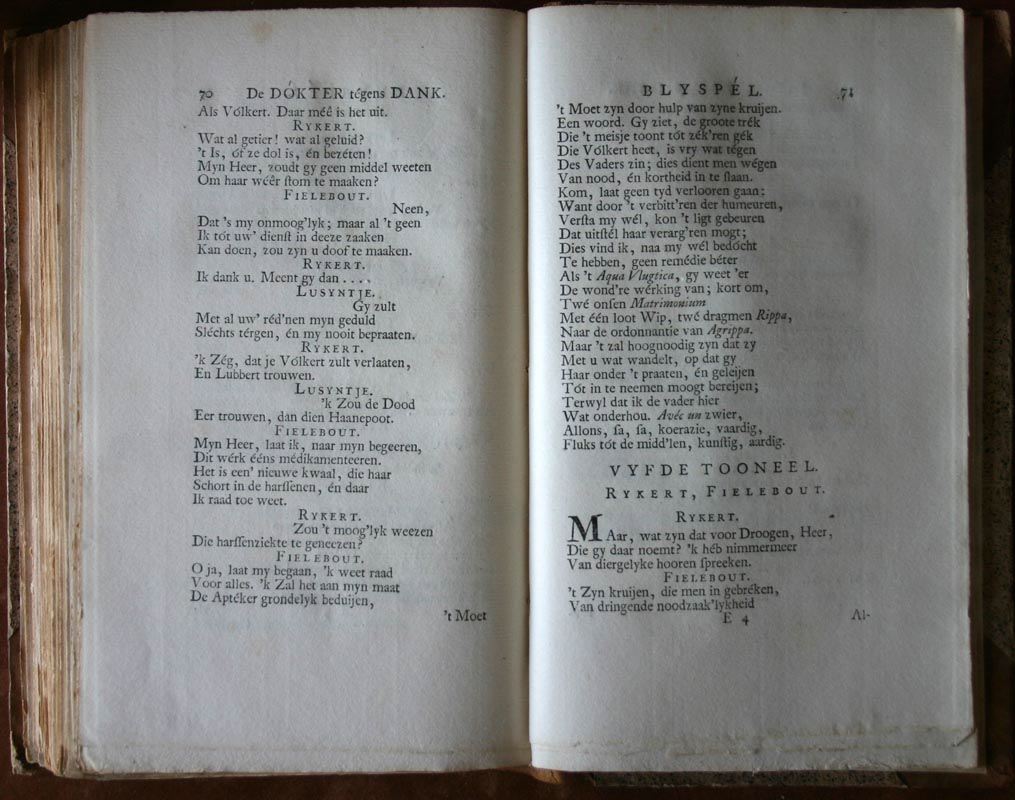 70 De DÓKTER tégens DANK.
Als Vólkert. Daar méê is het uit.
RYKERT.
Wat al getier! wat al geluid?
't Is, óf ze dol is, én bezéten!
Myn Heer, zoudt gy geen middel weeten
Om haar wéêr ſtom te maaken?
FIELEBOUT.
Neen,
Dat 's my onmoog'lyk; maar al 't geen
Ik tót uw' dienſt in deeze zaaken
Kan doen, zou zyn u doof te maaken.
RYKERT.
Ik dank u. Meent gy dan ....
LUSYNTJE.
Gy zult
Met al uw' réd'nen myn geduld
Sléchts térgen, én my nooit bepraaten.
RYKERT.
'k Zég, dat je Vólkert zult verlaaten,
En Lubbert trouwen.
LUSYNTJE.
'k Zou de Dood
Eer trouwen, dan dien Haanepoot.
FIELEBOUT.
Myn Heer, laat ik, naar myn begeeren,
Dit wérk ééns médikamenteeren.
Het is een' nieuwe kwaal, die haar
Schort in de harſſenen, én daar
Ik raad toe weet.
RYKERT.
Zou 't moog'lyk weezen
Die harſſenziekte te geneezen?
FIELEBOUT.
O ja, laat my begaan, 'k weet raad
Voor alles. 'k Zal het aan myn maat
De Aptéker grondelyk beduijen,
't Moet
BLYSPÉL. 71
't Moet zyn door hulp van zyne kruijen.
Een woord. Gy ziet, de groote trék
Die 't meisje toont tót zék'ren gék
Die Vólkert heet, is vry wat tégen
Des Vaders zin; dies dient men wégen
Van nood, én kortheid in te ſlaan.
Kom, laat geen tyd verlooren gaan:
Want door 't verbitt'ren der humeuren,
Verſta my wél, kon 't ligt gebeuren
Dat uitſtél haar verarg'ren mogt;
Dies vind ik, naa my wél bedócht
Te hebben, geen remédie béter
Als 't Aqua Vlugtica, gy weet 'er
De wond're wérking van; kort om,
Twé onſen Matrimonium
Met één loot Wip, twé dragmen Rippa,
Naar de ordonnantie van Agrippa.
Maar 't zal hoognoodig zyn dat zy
Met u wat wandelt, op dat gy
Haar onder 't praaten, én geleijen
Tót in te neemen moogt bereijen;
Terwyl dat ik de vader hier
Wat onderhou. Avéc un zwier,
Allons, ſa, ſa, koerazie, vaardig,
Fluks tót de midd'len, kunſtig, aardig.
VYFDE TOONEEL.
RYKERT, FIELEBOUT.
RYKERT.
MAar, wat zyn dat voor Droogen, Heer,
Die gy daar noemt? 'k héb nimmermeer
Van diergelyke hooren ſpreeken.
FIELEBOUT.
't Zyn kruijen, die men in gebréken,
Van dringende noodzaak'lykheid
E 4 Al-